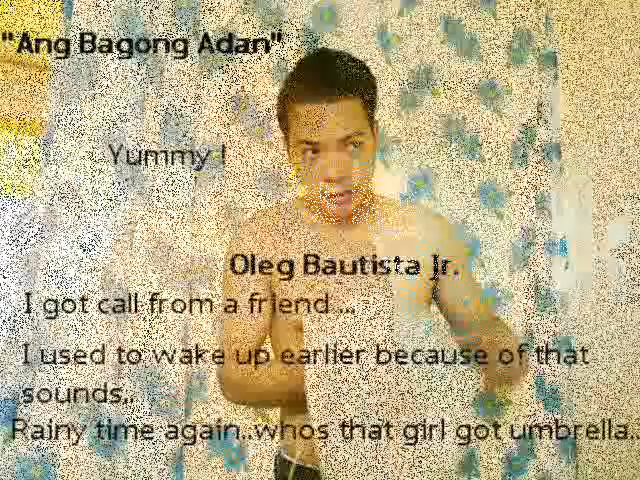 "Ang Bagong Adan"
Yummy !
Oleg Bautista Jr.
I got call from a friend ...
I used to wake up earlier because of that
sounds..
Rainy time again..whos that girl got umbrella..